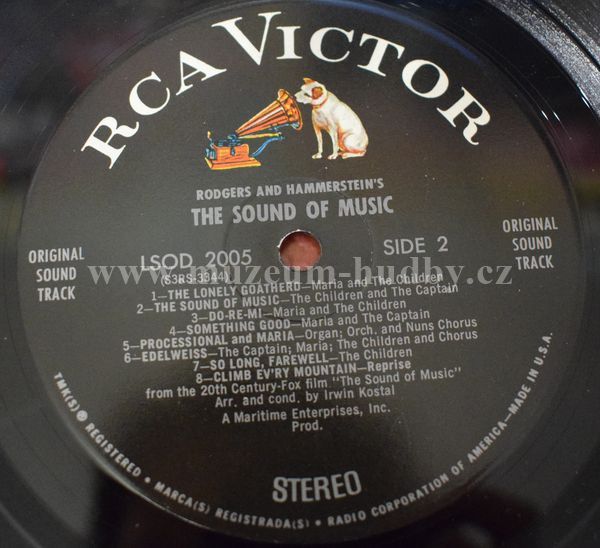 RCA VICTOR
RODGERS AND HAMMERSTEIN'S
THE SOUND OF MUSIC
ORIGINAL
SOUND
TRACK
LSOD 2005
(S3RS-3344)
SIDE 2
ORIGINAL
SOUND
TRACK
www.muzeum-hudby.cz
1—THE LONELY GOATHERD—Maria and The Children
2—THE SOUND OF MUSIC—The Children and The Captain
3—DO-RE-MI—Maria and The Children
4—SOMETHING GOOD—Maria and The Captain
5—PROCESSIONAL and MARIA—Organ; Orch. and Nuns Chorus
6—EDELWEISS—The Captain; Maria; The Children and Chorus
7—SO LONG, FAREWELL—The Children
8—CLIMB EV'RY MOUNTAIN—Reprise
from the 20th Century-Fox film "The Sound of Music"
Arr. and cond. by Irwin Kostal
A Maritime Enterprises, Inc.
Prod.
STEREO
TMK(S) ® REGISTERED • MARCA(S) REGISTRADA(S) • RADIO CORPORATION OF AMERICA—MADE IN U.S.A.